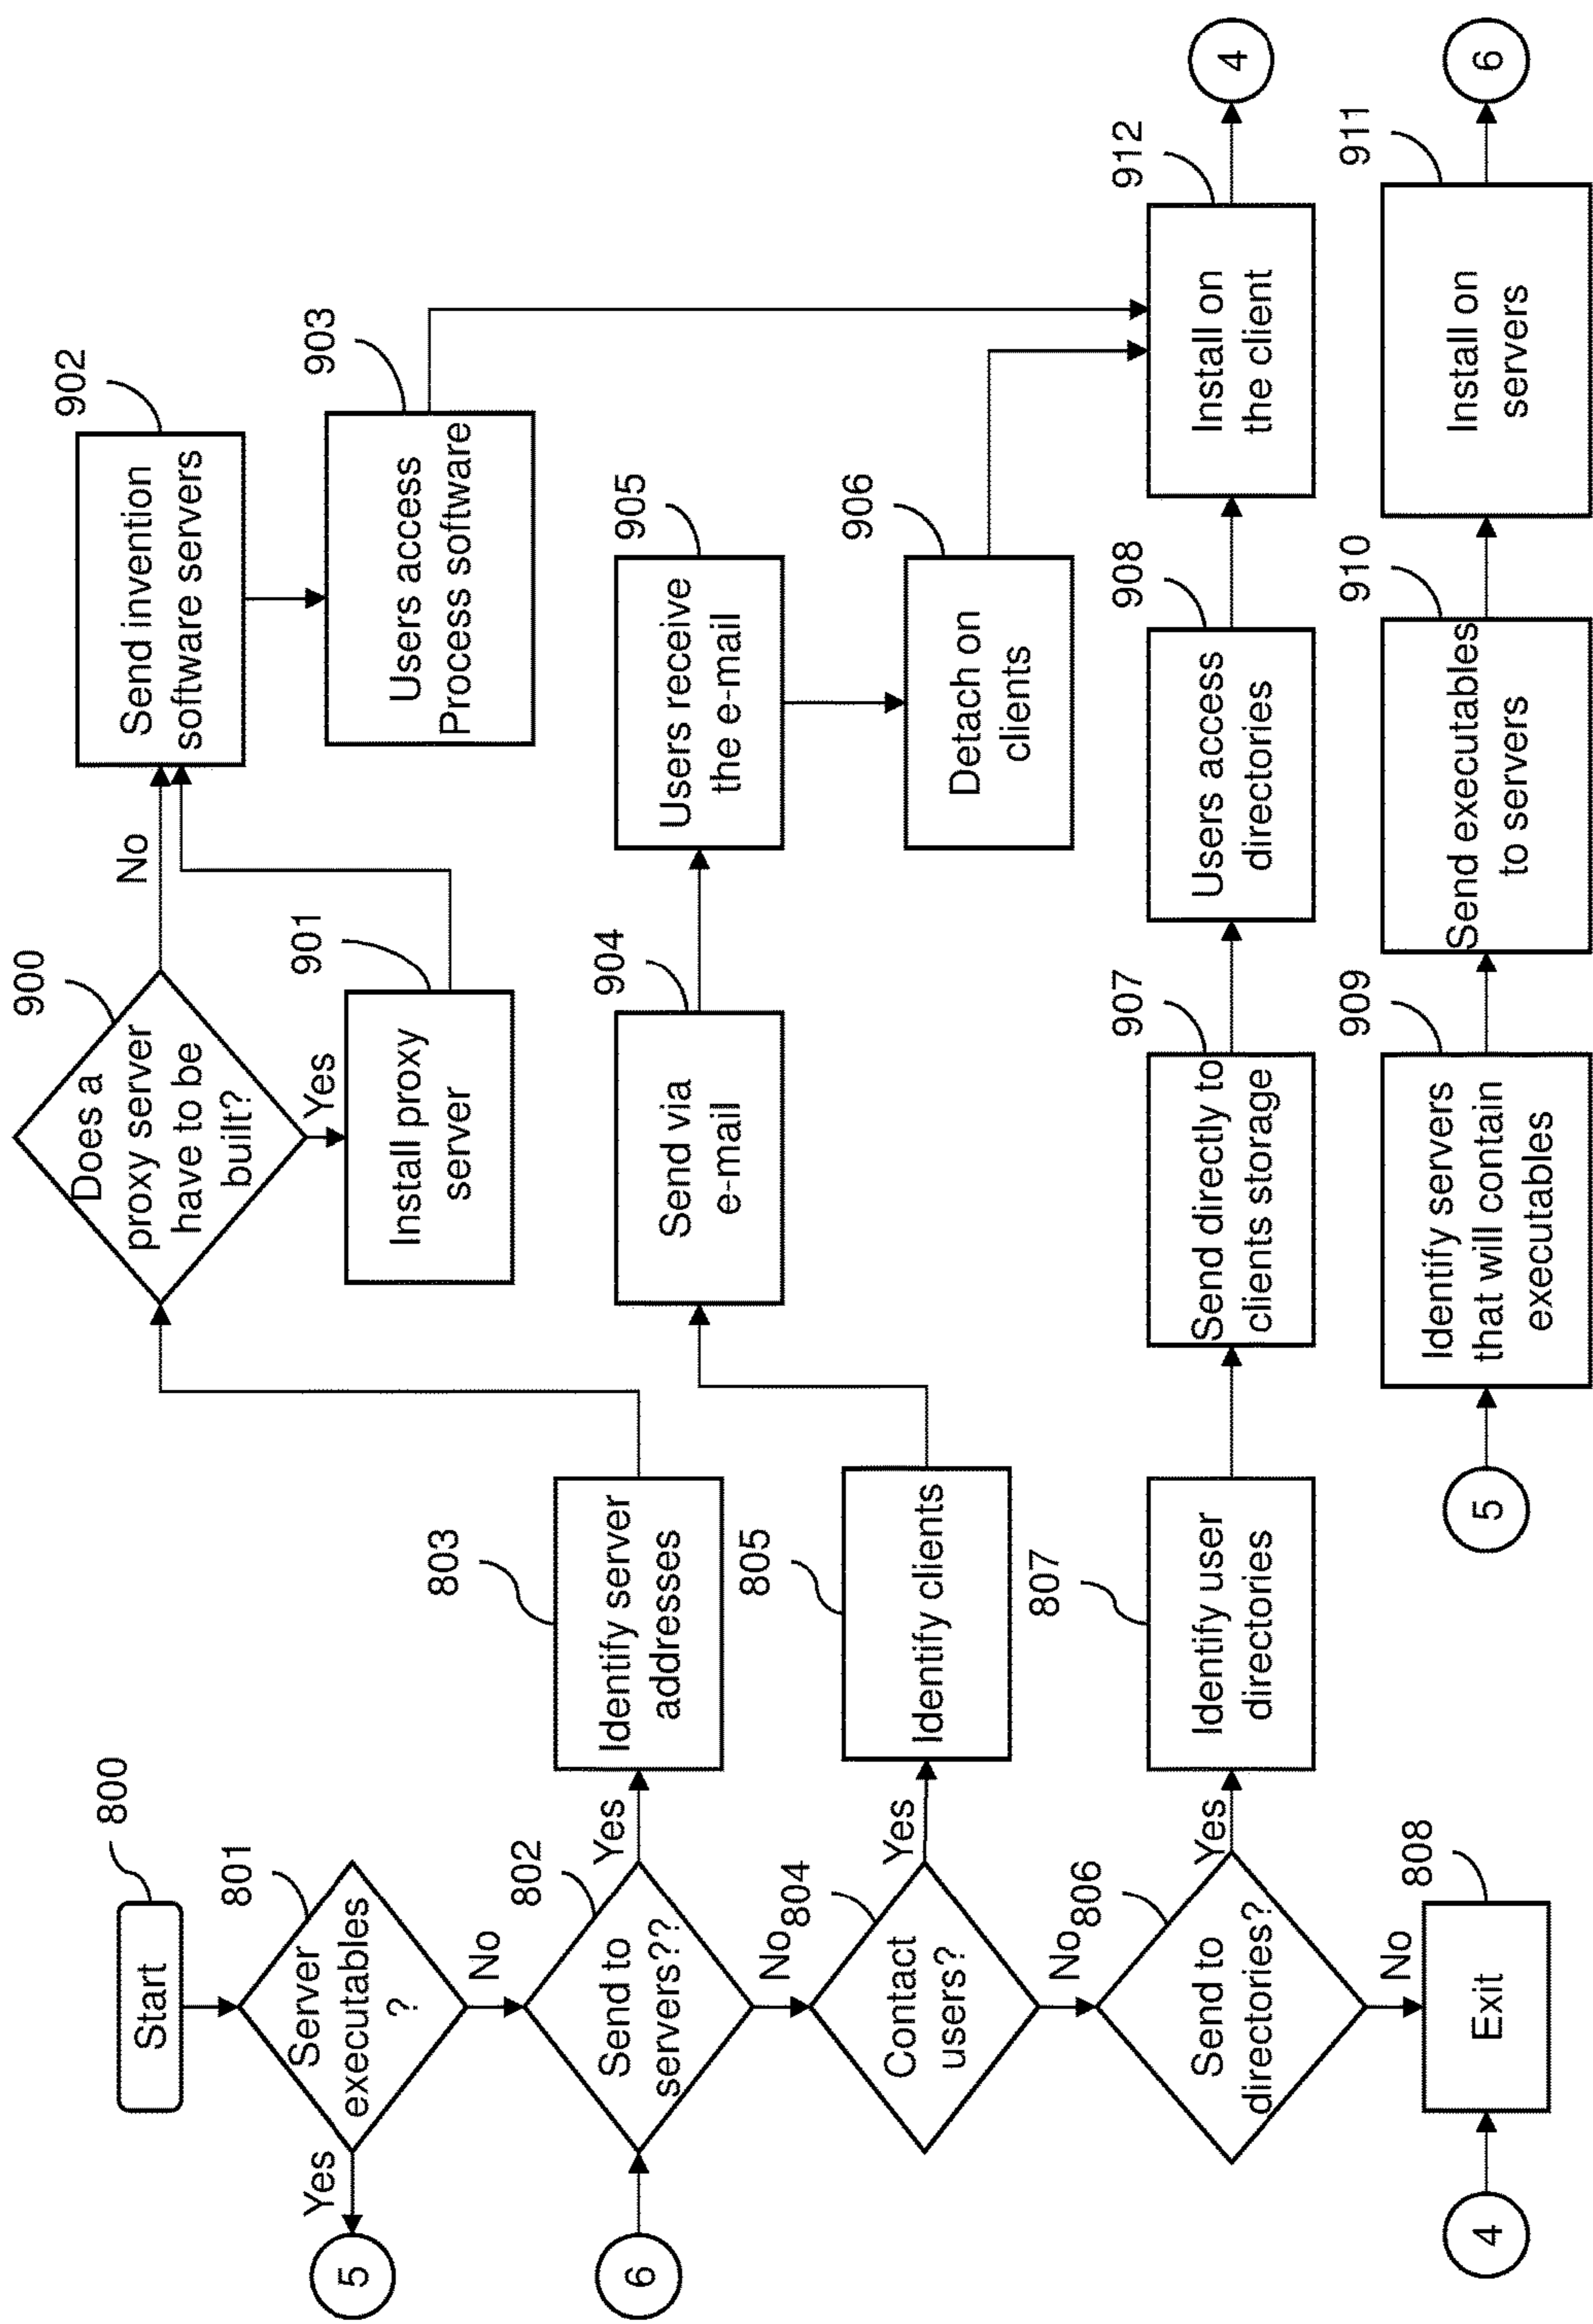 800
Start
801
Server
executables
?
Yes
5
No
802
Send to
servers??
6
Yes
803
Identify server
addresses
No
804
Contact
users?
Yes
805
Identify clients
No
806
Send to
directories?
Yes
807
Identify user
directories
No
808
Exit
4
900
Does a
proxy server
have to be
built?
No
Yes
901
Install proxy
server
902
Send invention
software servers
903
Users access
Process software
904
Send via
e-mail
905
Users receive
the e-mail
906
Detach on
clients
907
Send directly to
clients storage
908
Users access
directories
912
Install on
the client
4
5
909
Identify servers
that will contain
executables
910
Send executables
to servers
911
Install on
servers
6